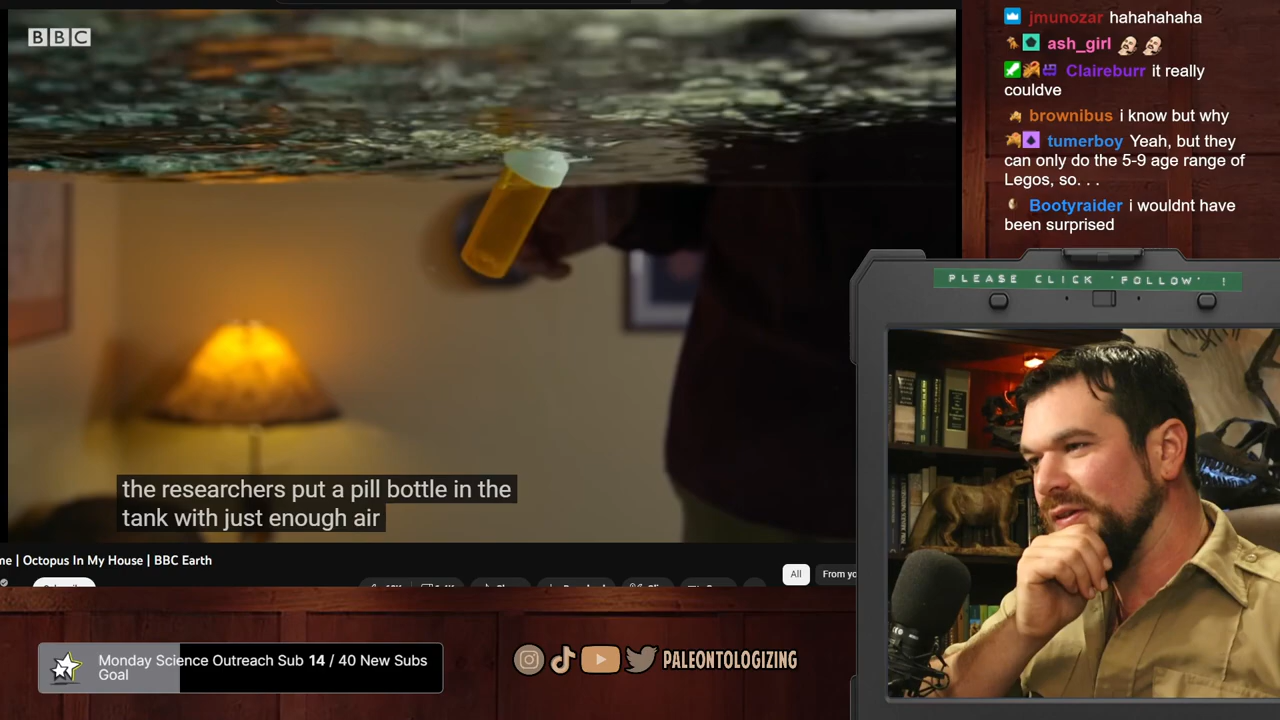 BBC
the researchers put a pill bottle in the
tank with just enough air
me | Octopus In My House | BBC Earth
All
From yo
jmunozar hahahahaha
ash_girl
Claireburr it really
couldve
brownibus i know but why
tumerboy Yeah, but they
can only do the 5-9 age range of
Legos, so. . .
Bootyraider i wouldnt have
been surprised
PLEASE CLICK 'FOLLOW' !
Monday Science Outreach Sub 14 / 40 New Subs
Goal
PALEONTOLOGIZING